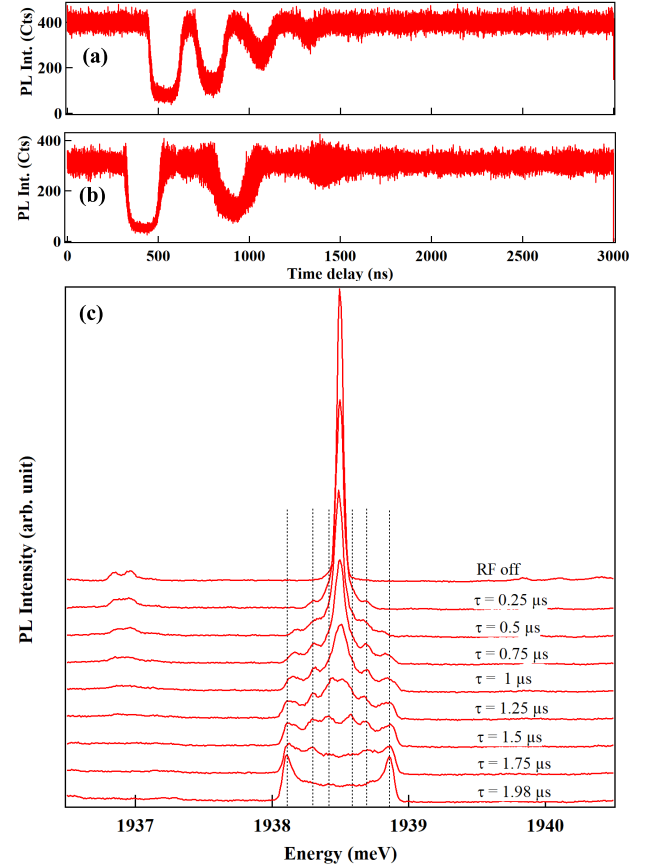 PL Int. (Cts)
400
200
0
(a)
PL Int. (Cts)
400
200
0
(b)
0 500 1000 1500 2000 2500 3000
Time delay (ns)
(c)
PL Intensity (arb. unit)
RF off
τ = 0.25 µs
τ = 0.5 µs
τ = 0.75 µs
τ = 1 µs
τ = 1.25 µs
τ = 1.5 µs
τ = 1.75 µs
τ = 1.98 µs
1937 1938 1939 1940
Energy (meV)